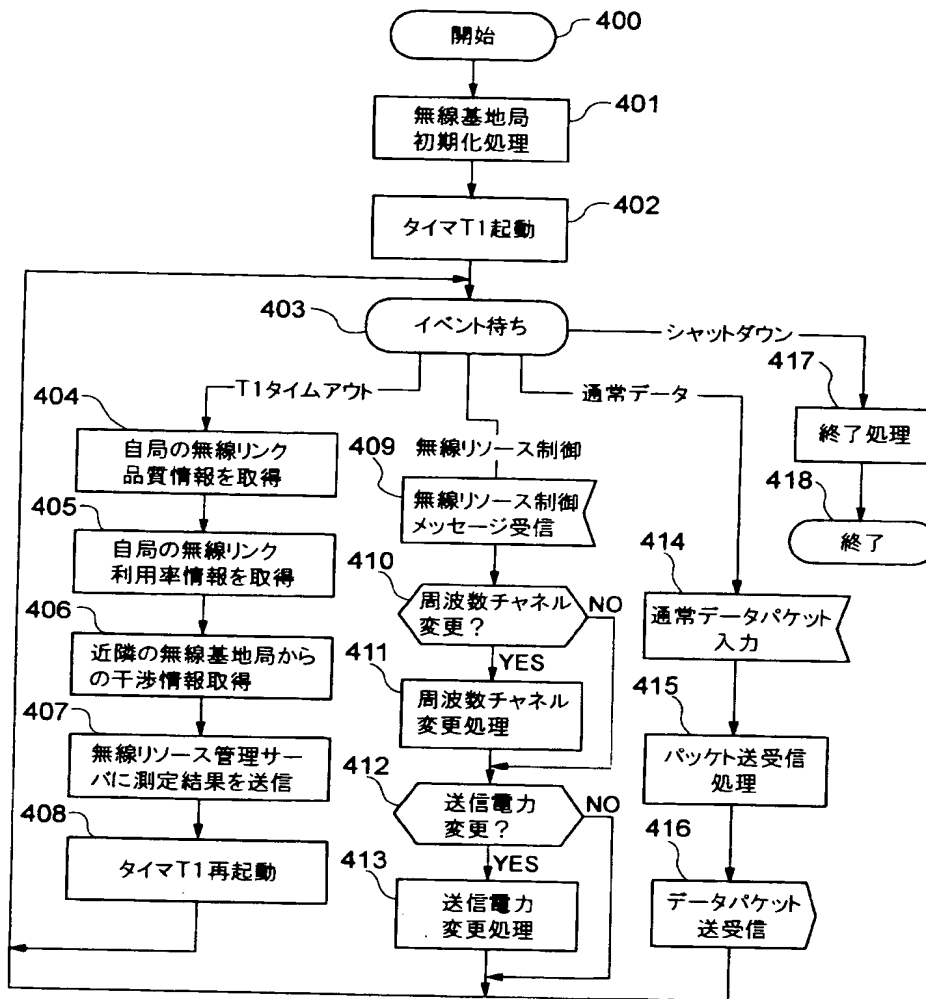 開始
400
無線基地局
初期化処理
401
タイマT1起動
402
403
イベント待ち
シャットダウン
T1タイムアウト
通常データ
417
終了処理
418
終了
404
自局の無線リンク
品質情報を取得
405
自局の無線リンク
利用率情報を取得
406
近隣の無線基地局から
の干渉情報取得
407
無線リソース管理サー
バに測定結果を送信
408
タイマT1再起動
無線リソース制御
409
無線リソース制御
メッセージ受信
410
周波数チャネル
変更?
NO
YES
411
周波数チャネル
変更処理
412
送信電力
変更?
NO
YES
413
送信電力
変更処理
414
通常データパケット
入力
415
パッケト送受信
処理
416
データパケット
送受信